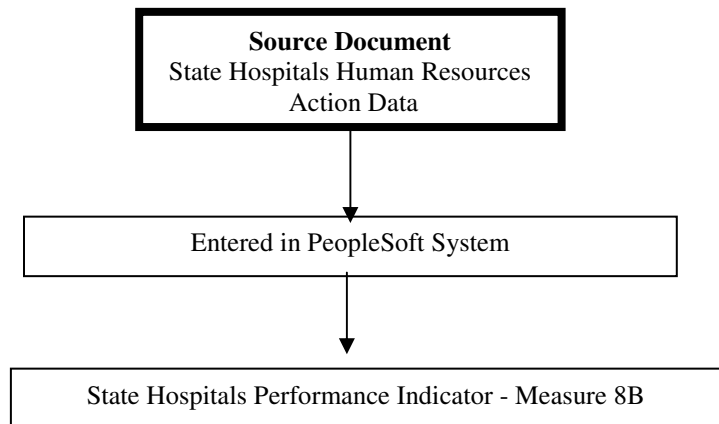 Source Document
State Hospitals Human Resources
Action Data
Entered in PeopleSoft System
State Hospitals Performance Indicator - Measure 8B